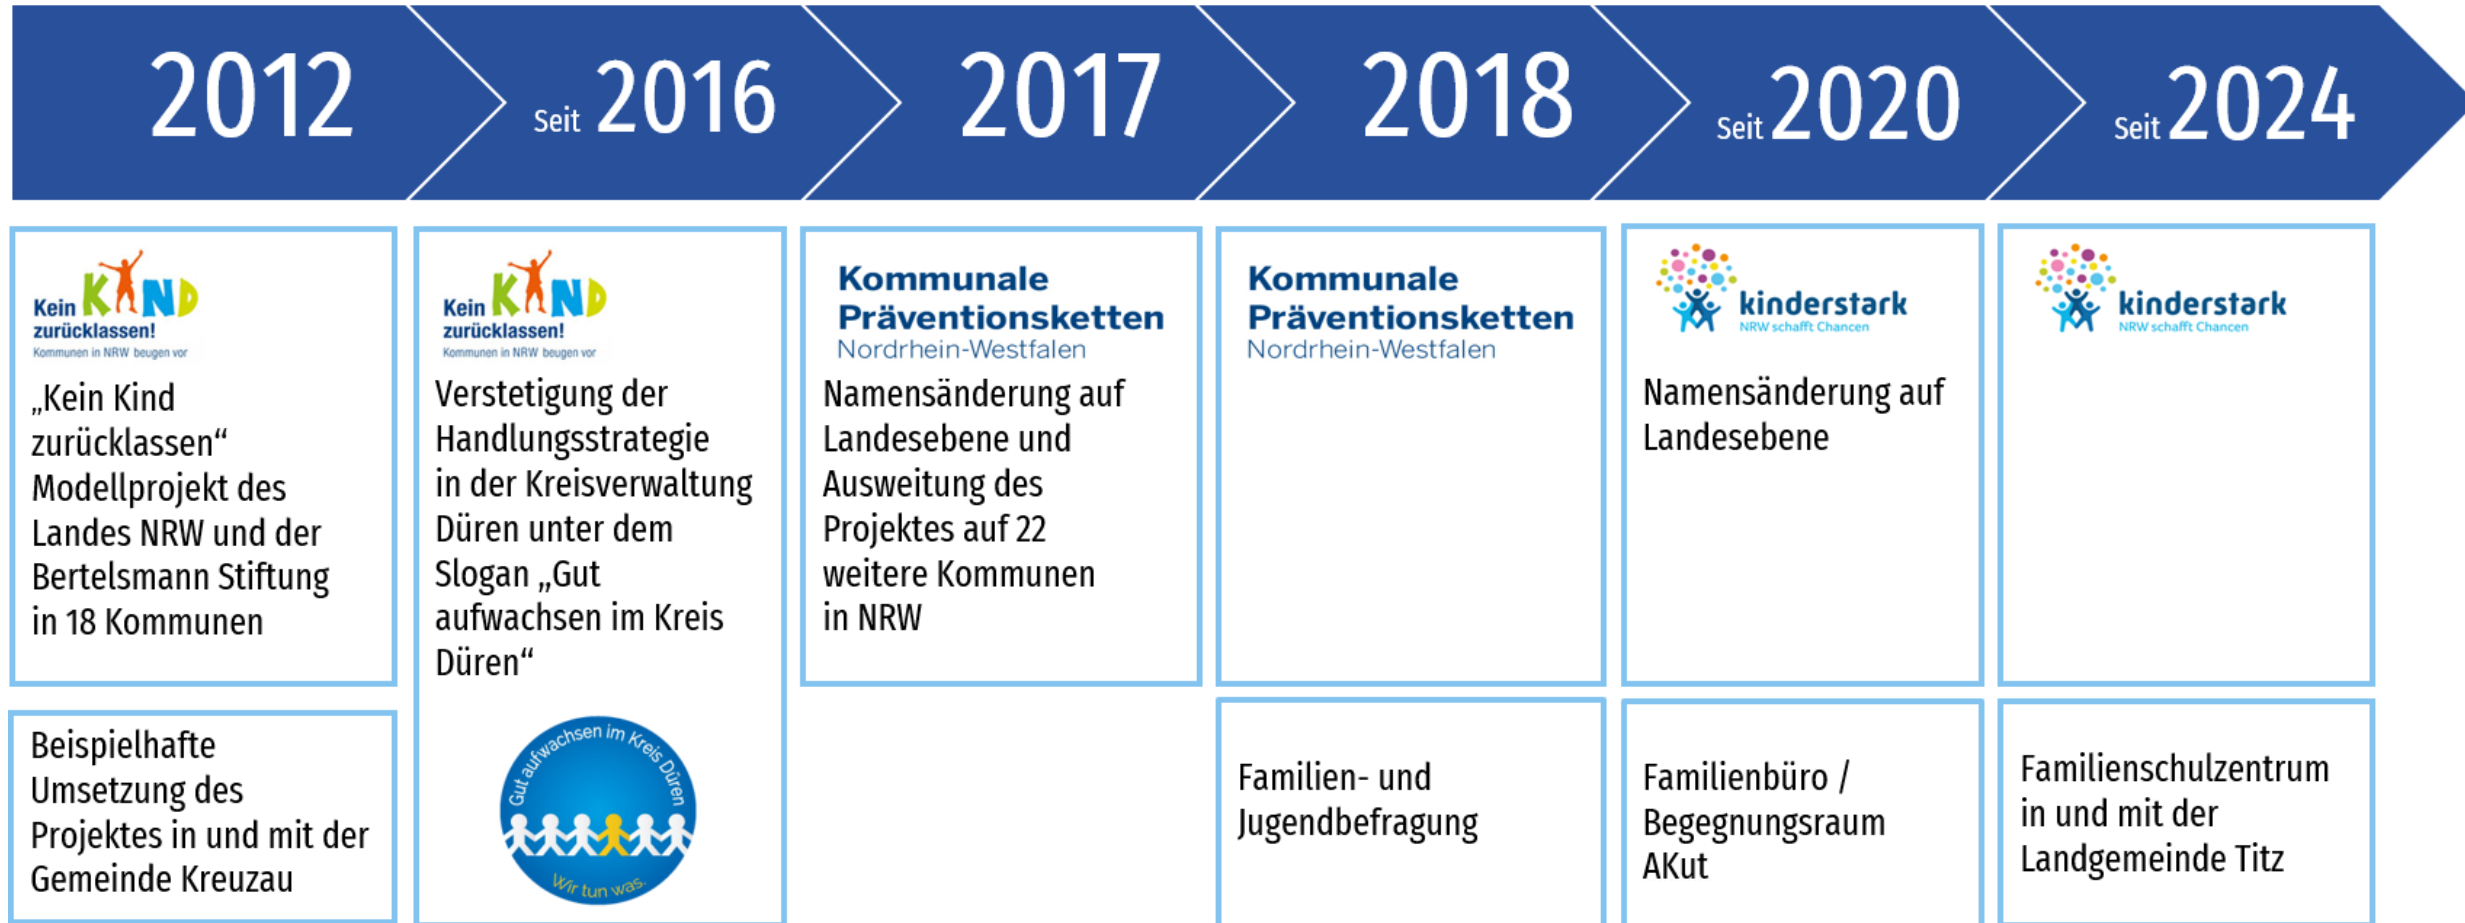 2012
Seit 2016
2017
2018
Seit 2020
Seit 2024
Kein KIND
zurücklassen!
Kommunen in NRW beugen vor
„Kein Kind
zurücklassen“
Modellprojekt des
Landes NRW und der
Bertelsmann Stiftung
in 18 Kommunen
Beispielhafte
Umsetzung des
Projektes in und mit der
Gemeinde Kreuzau
Kein KIND
zurücklassen!
Kommunen in NRW beugen vor
Verstetigung der
Handlungsstrategie
in der Kreisverwaltung
Düren unter dem
Slogan „Gut
aufwachsen im Kreis
Düren“
Gut aufwachsen im Kreis Düren
Wir tun was.
Kommunale
Präventionsketten
Nordrhein-Westfalen
Namensänderung auf
Landesebene und
Ausweitung des
Projektes auf 22
weitere Kommunen
in NRW
Kommunale
Präventionsketten
Nordrhein-Westfalen
Familien- und
Jugendbefragung
kinderstark
NRW schafft Chancen
Namensänderung auf
Landesebene
Familienbüro /
Begegnungsraum
AKut
kinderstark
NRW schafft Chancen
Familienschulzentrum
in und mit der
Landgemeinde Titz